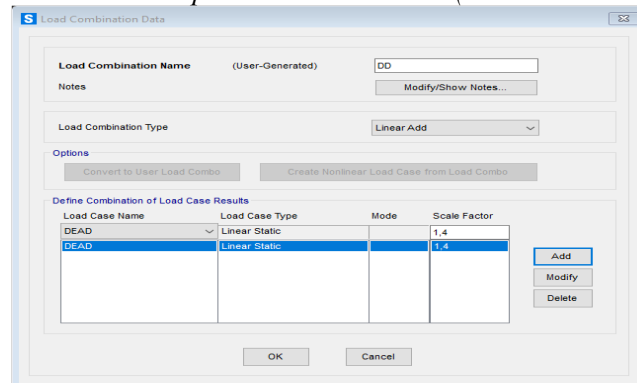 S Load Combination Data
Load Combination Name (User-Generated) DD
Notes Modify/Show Notes...
Load Combination Type Linear Add
Options
Convert to User Load Combo Create Nonlinear Load Case from Load Combo
Define Combination of Load Case Results
Load Case Name Load Case Type Mode Scale Factor
DEAD Linear Static 1,4
DEAD Linear Static 1,4
Add
Modify
Delete
OK Cancel